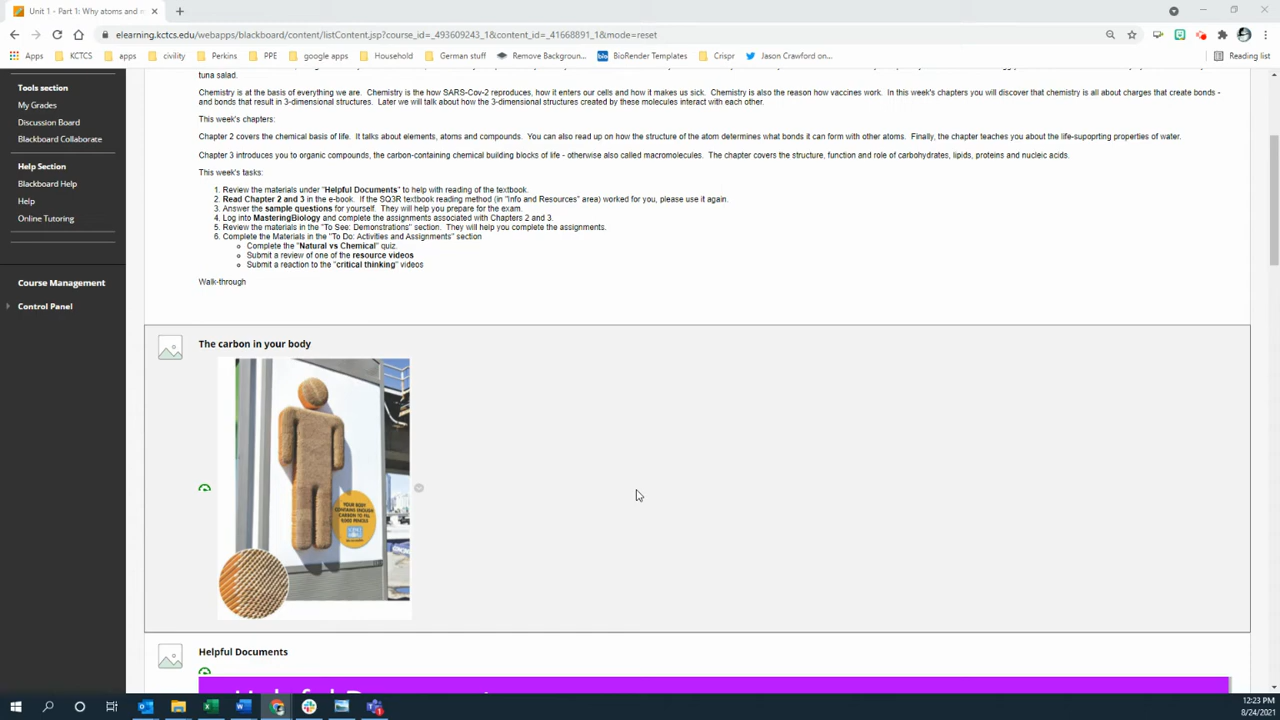 Unit 1 - Part 1: Why atoms and
elearning.kctcs.edu/webapps/blackboard/content/listContent.jsp?course_id=_493609243_1&content_id=_41668891_1&mode=reset
Apps
KCTCS
apps
civility
Perkins
PPE
google apps
Household
German stuff
Remove Backgroun...
BioRender Templates
Crispr
Jason Crawford on...
Reading list
Tools section
My Grades
Discussion Board
Blackboard Collaborate
Help Section
Blackboard Help
Help
Online Tutoring
Course Management
Control Panel
tuna salad.
Chemistry is at the basis of everything we are. Chemistry is the how SARS-Cov-2 reproduces, how it enters our cells and how it makes us sick. Chemistry is also the reason how vaccines work. In this week's chapters you will discover that chemistry is all about charges that create bonds -
and bonds that result in 3-dimensional structures. Later we will talk about how the 3-dimensional structures created by these molecules interact with each other.
This week's chapters:
Chapter 2 covers the chemical basis of life. It talks about elements, atoms and compounds. You can also read up on how the structure of the atom determines what bonds it can form with other atoms. Finally, the chapter teaches you about the life-supoprting properties of water.
Chapter 3 introduces you to organic compounds, the carbon-containing chemical building blocks of life - otherwise also called macromolecules. The chapter covers the structure, function and role of carbohydrates, lipids, proteins and nucleic acids.
This week's tasks:
1. Review the materials under "Helpful Documents" to help with reading of the textbook.
2. Read Chapter 2 and 3 in the e-book. If the SQ3R textbook reading method (in "Info and Resources" area) worked for you, please use it again.
3. Answer the sample questions for yourself. They will help you prepare for the exam.
4. Log into MasteringBiology and complete the assignments associated with Chapters 2 and 3.
5. Review the materials in the "To See: Demonstrations" section. They will help you complete the assignments.
6. Complete the Materials in the "To Do: Activities and Assignments" section
Complete the "Natural vs Chemical" quiz.
Submit a review of one of the resource videos
Submit a reaction to the "critical thinking" videos
Walk-through
The carbon in your body
YOUR BODY
CONTAINS ENOUGH
CARBON TO FILL
9,000 PENCILS
Helpful Documents
12:23 PM
8/24/2021